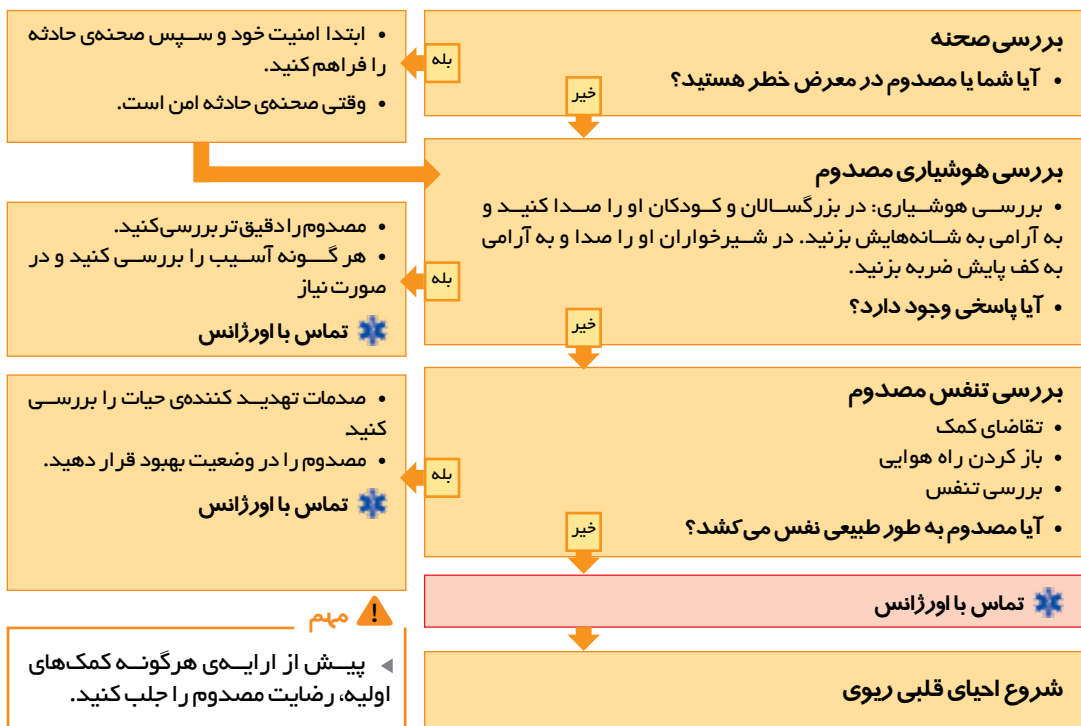 بررسی صحنه
• آیا شما یا مصدوم در معرض خطر هستید؟
بله
• ابتدا امنیت خود و سپس صحنه‌ی حادثه
را فراهم کنید.
• وقتی صحنه‌ی حادثه امن است.
خیر
بررسی هوشیاری مصدوم
• بررسی هوشیاری: در بزرگسالان و کودکان او را صدا کنید و
به آرامی به شانه‌هایش بزنید. در شیرخواران او را صدا و به آرامی
به کف پایش ضربه بزنید.
• آیا پاسخی وجود دارد؟
بله
• مصدوم را دقیق‌تر بررسی کنید.
• هر گونه آسیب را بررسی کنید و در
صورت نیاز
تماس با اورژانس
خیر
بررسی تنفس مصدوم
• تقاضای کمک
• باز کردن راه هوایی
• بررسی تنفس
• آیا مصدوم به طور طبیعی نفس می‌کشد؟
بله
• صدمات تهدید کننده‌ی حیات را بررسی
کنید
• مصدوم را در وضعیت بهبود قرار دهید.
تماس با اورژانس
خیر
تماس با اورژانس
شروع احیای قلبی ریوی
! مهم
پیش از ارایه‌ی هرگونه کمک‌های
اولیه، رضایت مصدوم را جلب کنید.